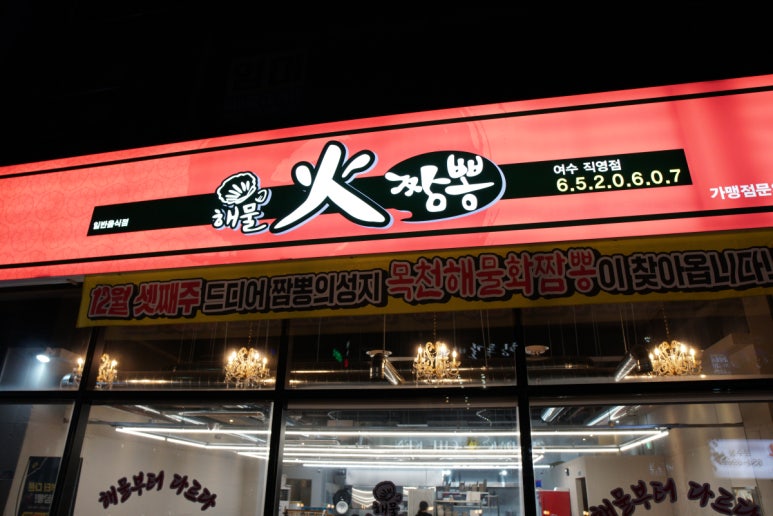 일반음식점
해물
火
짬뽕
여수 직영점
6.5.2.0.6.0.7
가맹점문
12월 셋째주 드디어 짬뽕의성지 목천해물화짬뽕이 찾아옵니다!
해물부터 다르다
해물
해물부터 다르다